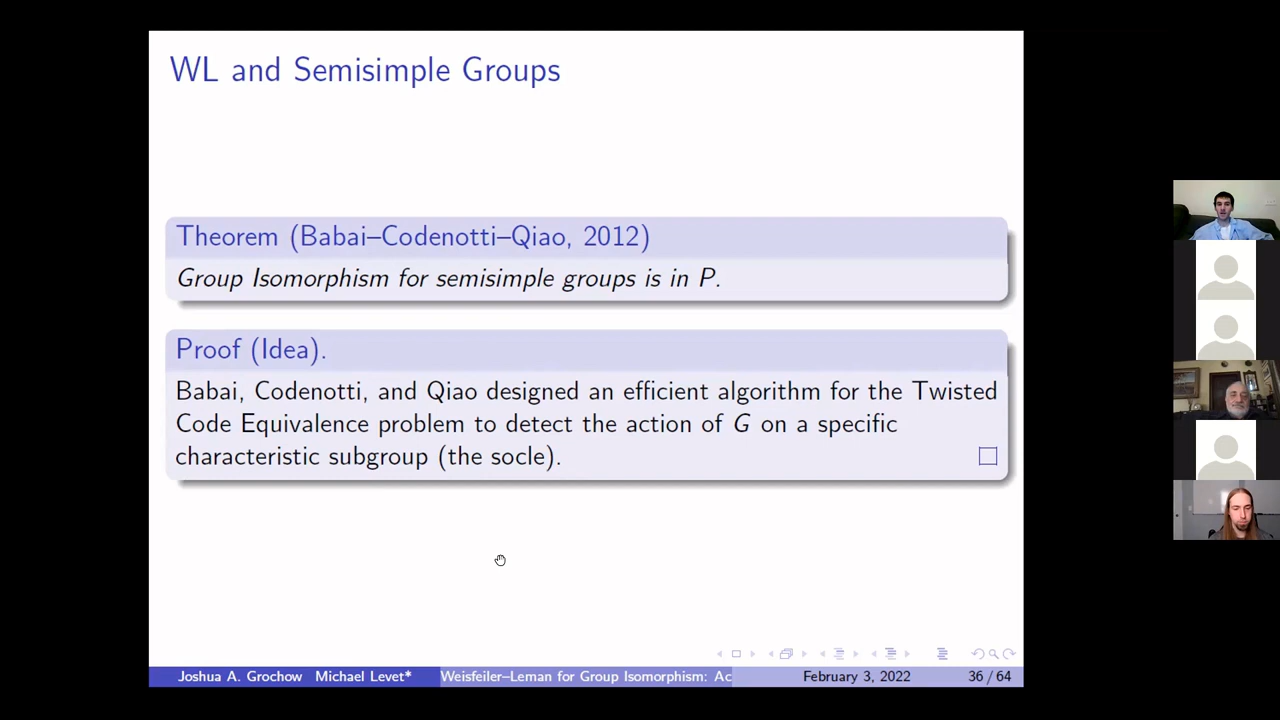 WL and Semisimple Groups
Theorem (Babai–Codenotti–Qiao, 2012)
Group Isomorphism for semisimple groups is in P.
Proof (Idea).
Babai, Codenotti, and Qiao designed an efficient algorithm for the Twisted
Code Equivalence problem to detect the action of G on a specific
characteristic subgroup (the socle).
Joshua A. Grochow Michael Levet* Weisfeiler–Leman for Group Isomorphism: Ac February 3, 2022 36 / 64